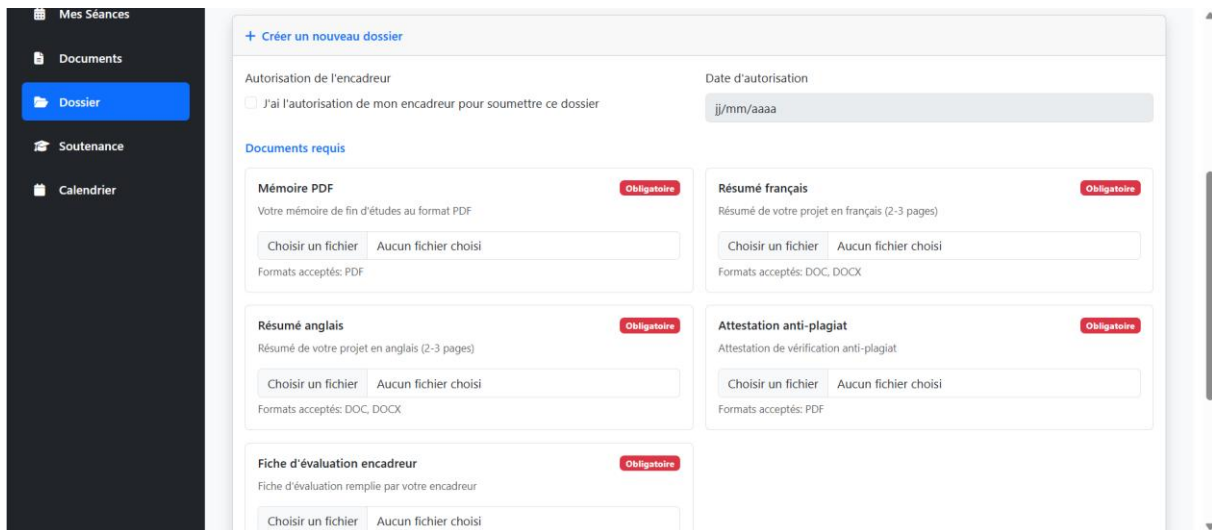 Mes Séances
Documents
Dossier
Soutenance
Calendrier
+ Créer un nouveau dossier
Autorisation de l'encadreur
J'ai l'autorisation de mon encadreur pour soumettre ce dossier
Date d'autorisation
jj/mm/aaaa
Documents requis
Mémoire PDF Obligatoire
Votre mémoire de fin d'études au format PDF
Choisir un fichier Aucun fichier choisi
Formats acceptés: PDF
Résumé français Obligatoire
Résumé de votre projet en français (2-3 pages)
Choisir un fichier Aucun fichier choisi
Formats acceptés: DOC, DOCX
Résumé anglais Obligatoire
Résumé de votre projet en anglais (2-3 pages)
Choisir un fichier Aucun fichier choisi
Formats acceptés: DOC, DOCX
Attestation anti-plagiat Obligatoire
Attestation de vérification anti-plagiat
Choisir un fichier Aucun fichier choisi
Formats acceptés: PDF
Fiche d'évaluation encadreur Obligatoire
Fiche d'évaluation remplie par votre encadreur
Choisir un fichier Aucun fichier choisi